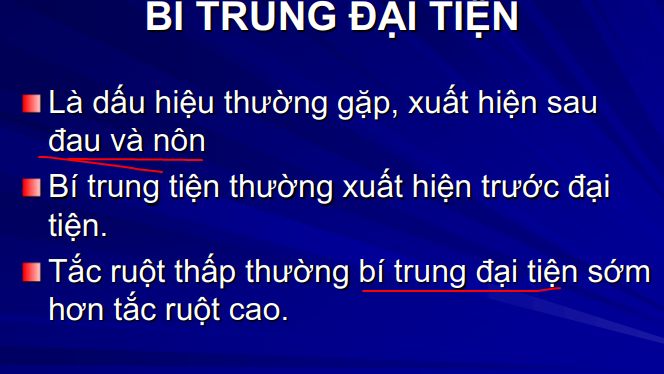 BÍ TRUNG ĐẠI TIỆN
Là dấu hiệu thường gặp, xuất hiện sau
đau và nôn
Bí trung tiện thường xuất hiện trước đại
tiện.
Tắc ruột thấp thường bí trung đại tiện sớm
hơn tắc ruột cao.